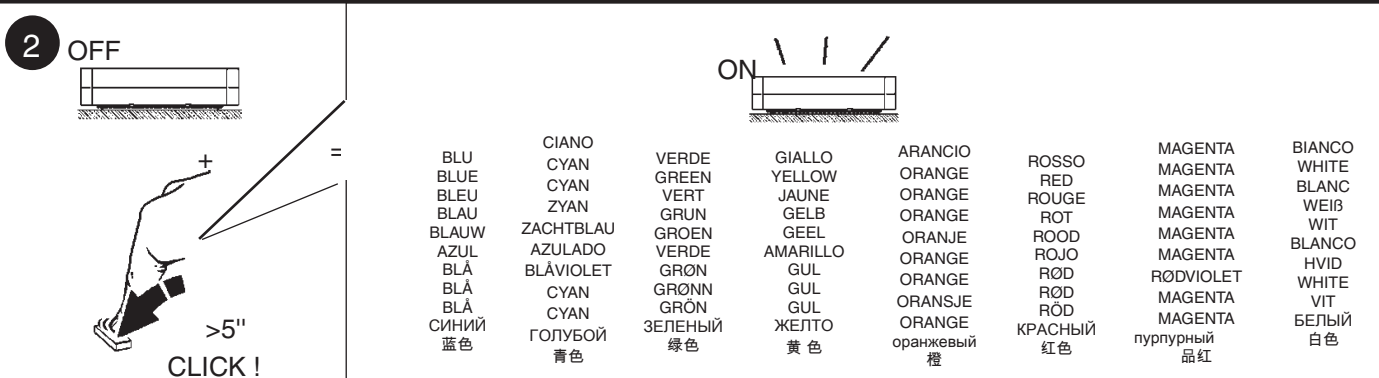 2
OFF
+
=
>5"
CLICK !
ON
BLU
BLUE
BLEU
BLAU
BLAUW
AZUL
BLÅ
BLÅ
BLÅ
СИНИЙ
蓝色
CIANO
CYAN
CYAN
ZYAN
ZACHTBLAU
AZULADO
BLÅVIOLET
CYAN
CYAN
ГОЛУБОЙ
青色
VERDE
GREEN
VERT
GRUN
GROEN
VERDE
GRØN
GRØNN
GRÖN
ЗЕЛЕНЫЙ
绿色
GIALLO
YELLOW
JAUNE
GELB
GEEL
AMARILLO
GUL
GUL
GUL
ЖЕЛТО
黄 色
ARANCIO
ORANGE
ORANGE
ORANGE
ORANJE
ORANGE
ORANGE
ORANSJE
ORANGE
оранжевый
橙
ROSSO
RED
ROUGE
ROT
ROOD
ROJO
RØD
RØD
RÖD
КРАСНЫЙ
红色
MAGENTA
MAGENTA
MAGENTA
MAGENTA
MAGENTA
MAGENTA
RØDVIOLET
MAGENTA
MAGENTA
пурпурный
品红
BIANCO
WHITE
BLANC
WEIß
WIT
BLANCO
HVID
WHITE
VIT
БЕЛЫЙ
白色